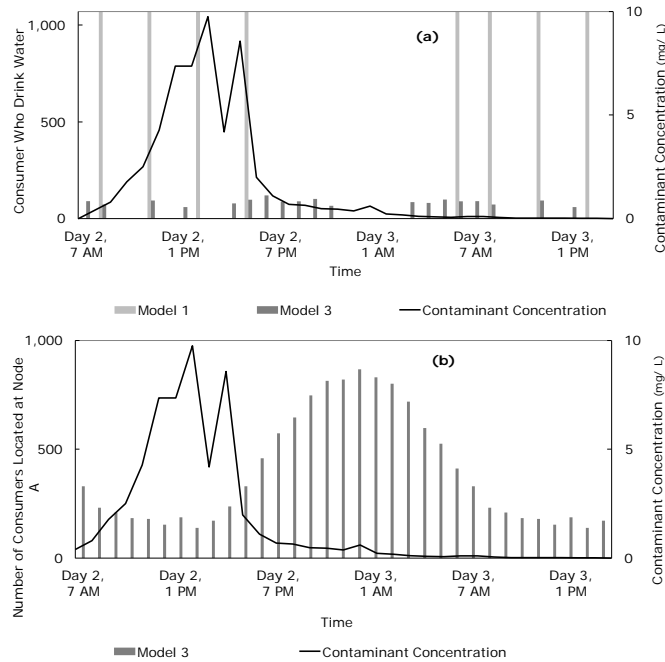 1,000
500
0
Consumer Who Drink Water
(a)
10
5
0
Contaminant Concentration (mg/ L)
Day 2,
7 AM
Day 2,
1 PM
Day 2,
7 PM
Day 3,
1 AM
Day 3,
7 AM
Day 3,
1 PM
Time
Model 1 Model 3 Contaminant Concentration
1,000
500
0
Number of Consumers Located at Node
A
(b)
10
5
0
Contaminant Concentration (mg/ L)
Day 2,
7 AM
Day 2,
1 PM
Day 2,
7 PM
Day 3,
1 AM
Day 3,
7 AM
Day 3,
1 PM
Time
Model 3 Contaminant Concentration